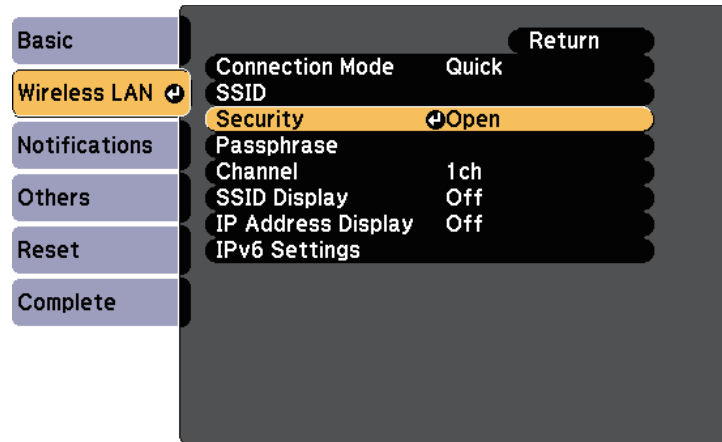 Basic
Wireless LAN
Notifications
Others
Reset
Complete
Return
Connection Mode Quick
SSID
Security Open
Passphrase
Channel 1ch
SSID Display Off
IP Address Display Off
IPv6 Settings